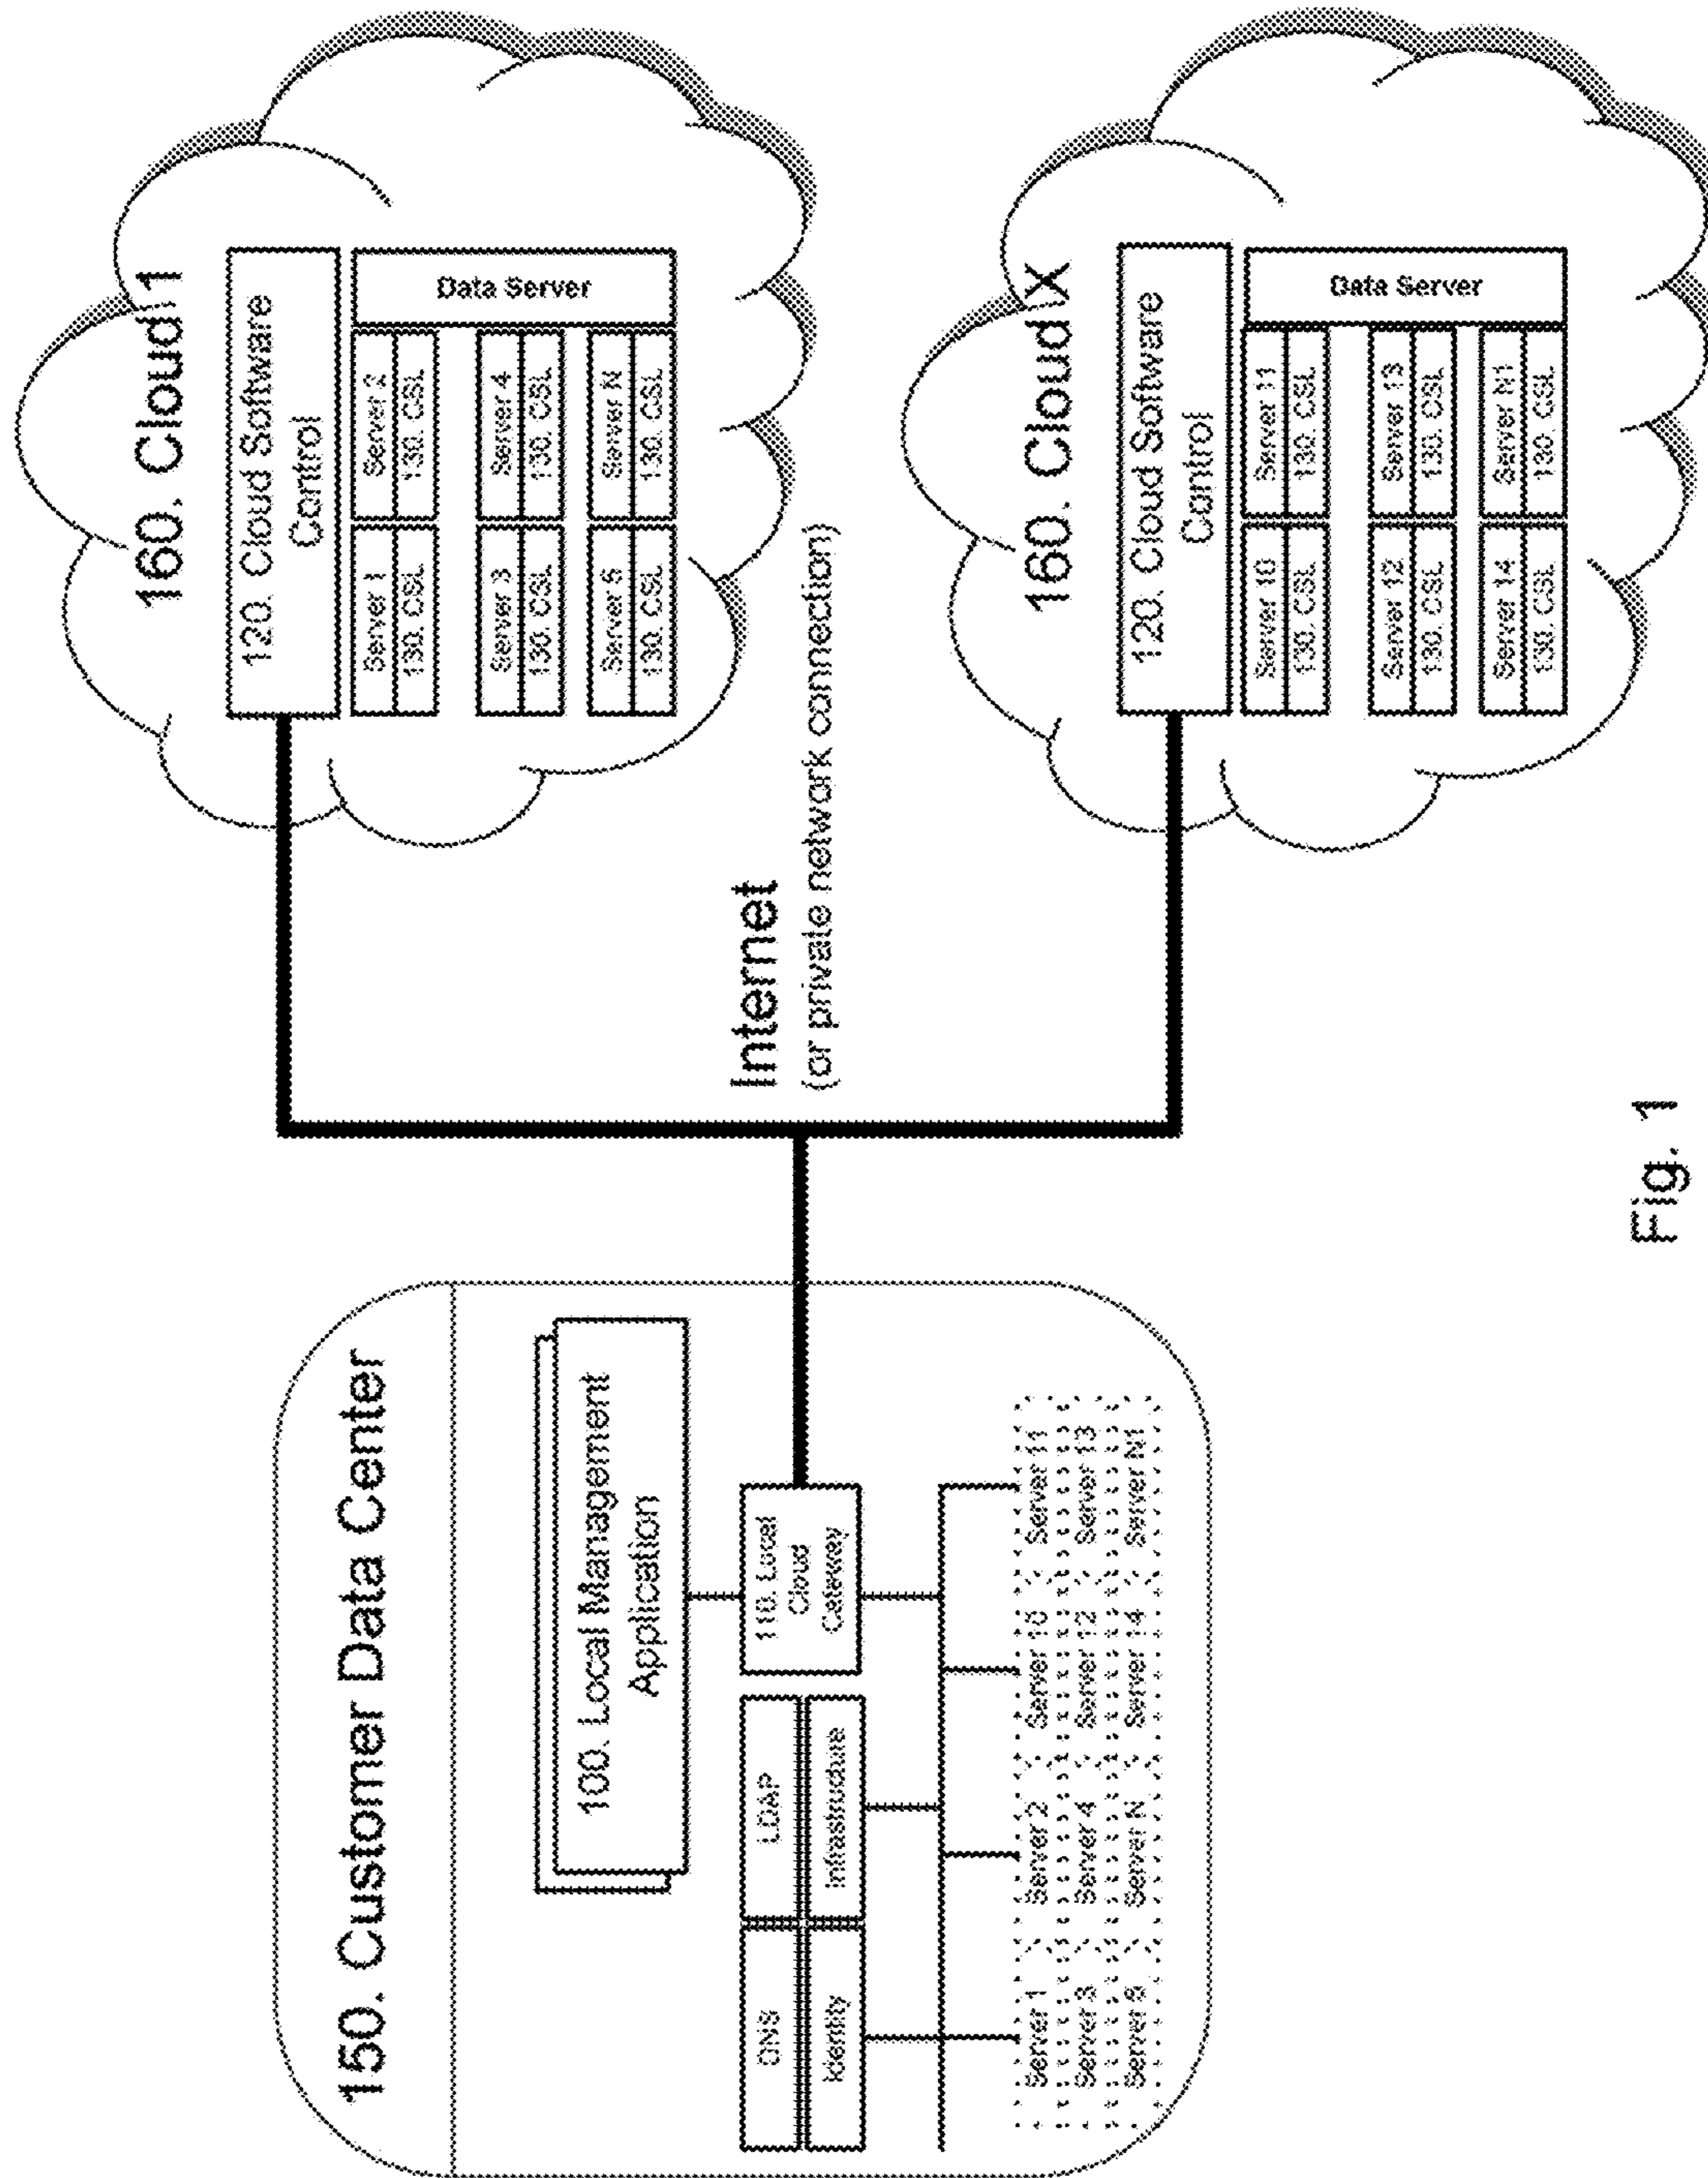 150. Customer Data Center
100. Local Management
Application
DNS
LDAP
Identity
Infrastructure
110. Local
Cloud
Gateway
Server 1
Server 2
Server 10
Server 11
Server 3
Server 4
Server 12
Server 13
Server 5
Server N
Server 14
Server N1
Internet
(or private network connection)
160. Cloud 1
120. Cloud Software
Control
Server 1
Server 2
130. CSL
130. CSL
Server 3
Server 4
130. CSL
130. CSL
Server 5
Server N
130. CSL
130. CSL
Data Server
160. Cloud X
120. Cloud Software
Control
Server 10
Server 11
130. CSL
130. CSL
Server 12
Server 13
130. CSL
130. CSL
Server 14
Server N1
130. CSL
130. CSL
Data Server
Fig. 1